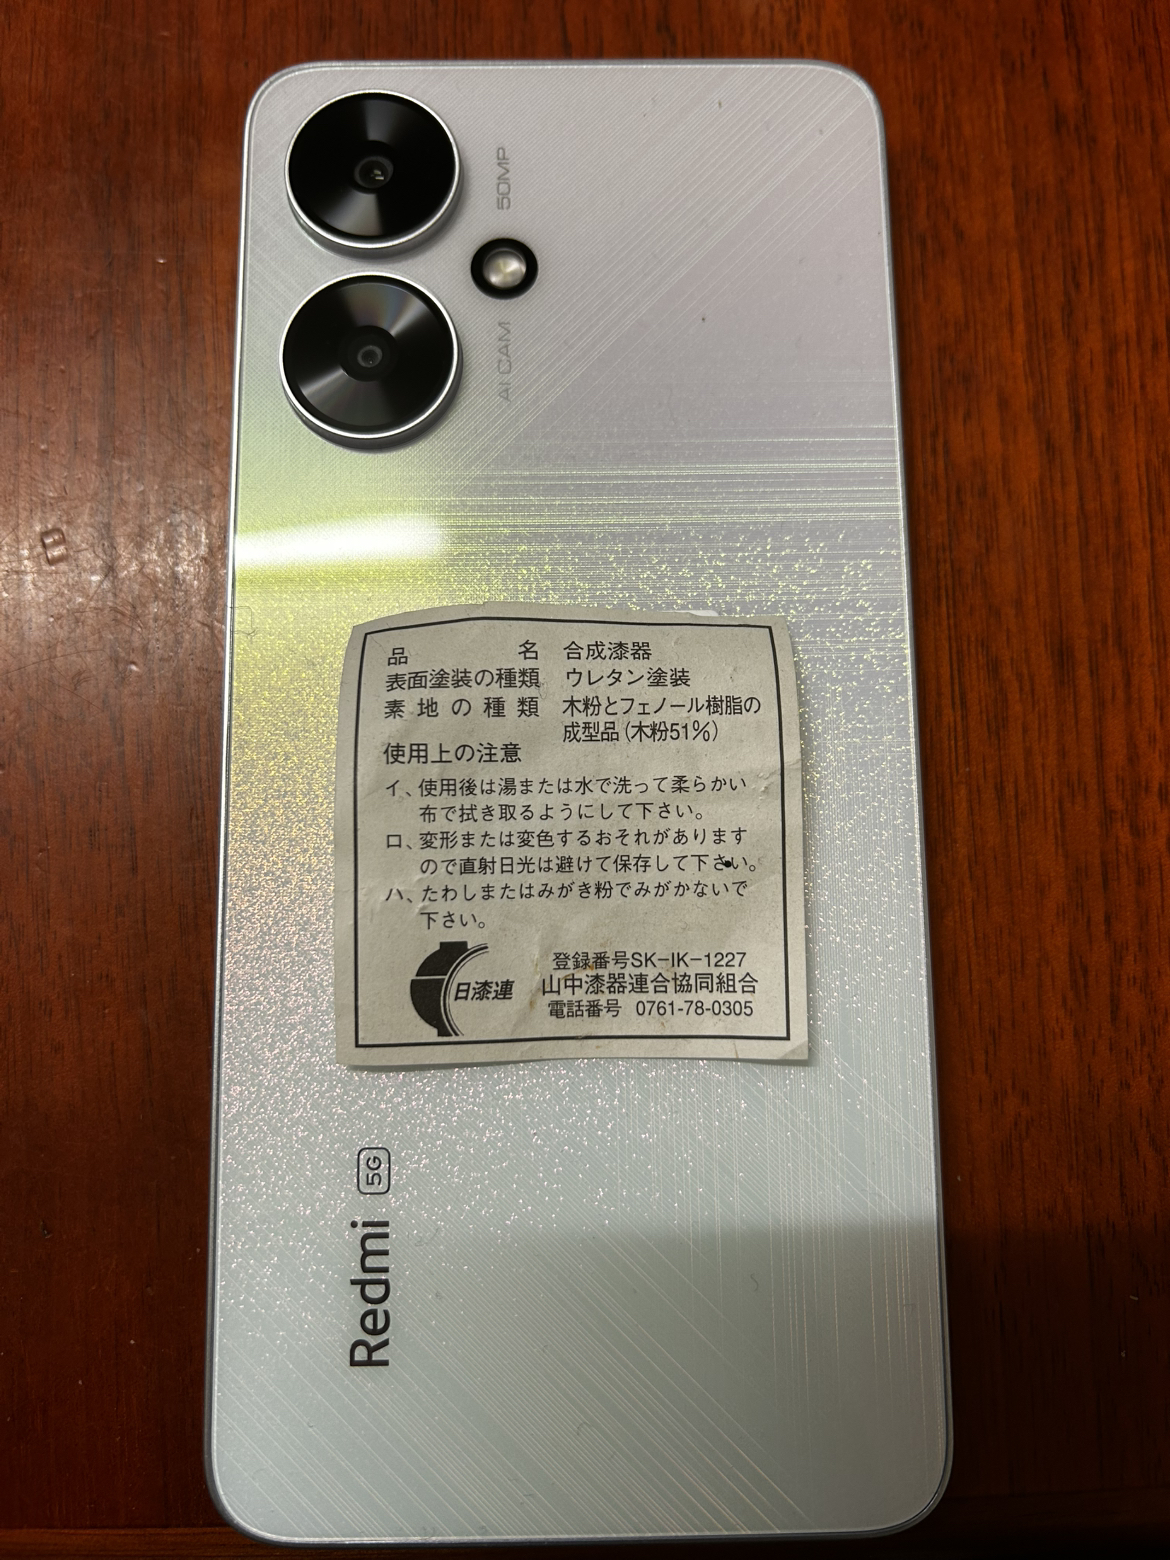 50MP
AI CAM
品 名 合成漆器
表面塗装の種類 ウレタン塗装
素地の種類 木粉とフェノール樹脂の
成型品(木粉51%)
使用上の注意
イ、使用後は湯または水で洗って柔らかい
布で拭き取るようにして下さい。
ロ、変形または変色するおそれがあります
ので直射日光は避けて保存して下さい。
ハ、たわしまたはみがき粉でみがかないで
下さい。
日漆連
登録番号SK-IK-1227
山中漆器連合協同組合
電話番号 0761-78-0305
Redmi 5G